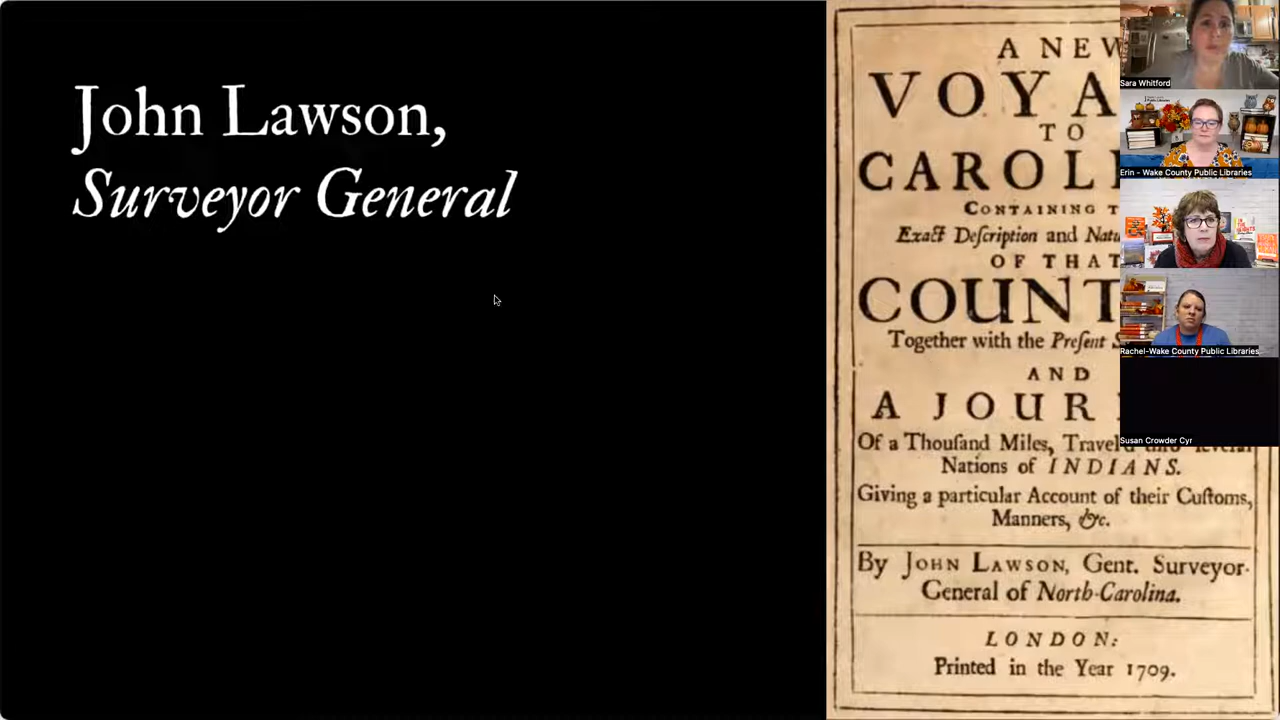 John Lawson,
Surveyor General
A NEW
VOYA
TO
CAROL
CONTAINING T
Exact Deſcription and Natu
OF THAT
COUNT
Together with the Preſent S
AND
A JOUR
Of a Thouſand Miles, Travel'd thro' ſeveral
Nations of INDIANS.
Giving a particular Account of their Cuſtoms,
Manners, &c.
By JOHN LAWSON, Gent. Surveyor-
General of North-Carolina.
LONDON:
Printed in the Year 1709.
Sara Whitford
Erin - Wake County Public Libraries
Rachel-Wake County Public Libraries
Susan Crowder Cyr